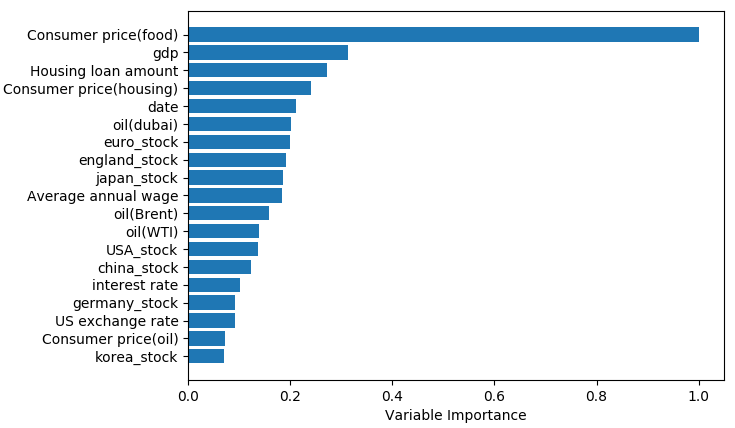 Consumer price(food)
gdp
Housing loan amount
Consumer price(housing)
date
oil(dubai)
euro_stock
england_stock
japan_stock
Average annual wage
oil(Brent)
oil(WTI)
USA_stock
china_stock
interest rate
germany_stock
US exchange rate
Consumer price(oil)
korea_stock
0.0 0.2 0.4 0.6 0.8 1.0
Variable Importance